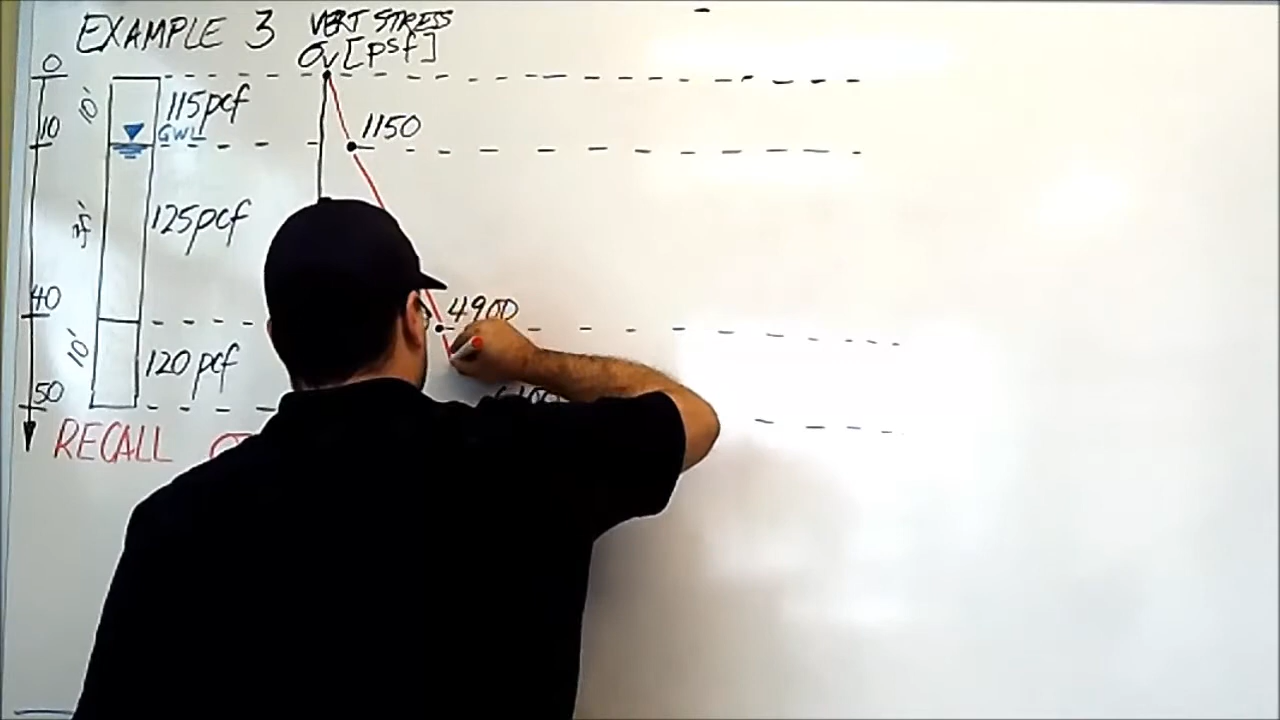 EXAMPLE 3 VERT STRESS
σv [psf]
0
10' 115pcf
1150
10 GWL
125pcf
40 4900
10' 120pcf
50
RECALL σ